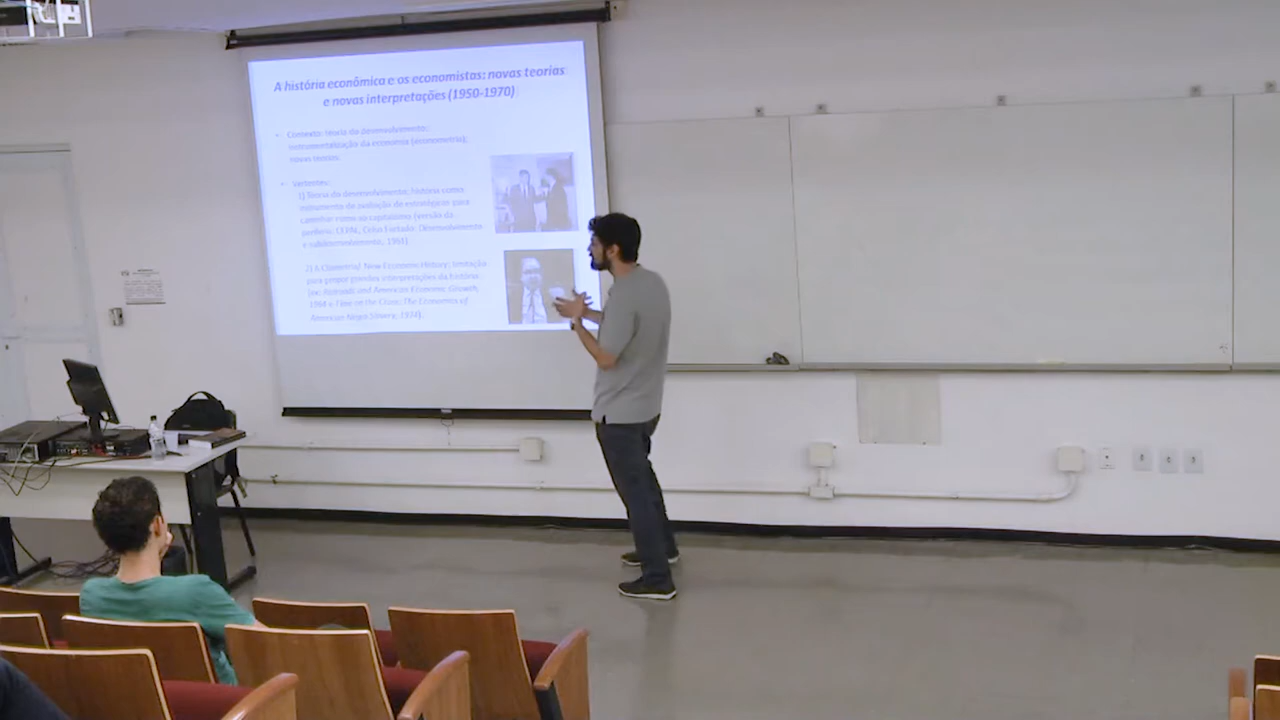 A história econômica e os economistas: novas teorias
e novas interpretações (1950-1970)
• Contexto: teoria do desenvolvimento;
instrumentalização da economia (econometria);
novas teorias
• Vertentes:
1) Teoria do desenvolvimento: história como
instrumento de avaliação de estratégias para
caminhar rumo ao capitalismo (versão da
periferia: CEPAL, Celso Furtado: Desenvolvimento
e subdesenvolvimento, 1961)
2) A Cliometria/ New Economic History: limitação
para propor grandes interpretações da história
(ex: Railroads and American Economic Growth,
1964 e Time on the Cross: The Economics of
American Negro Slavery, 1974).